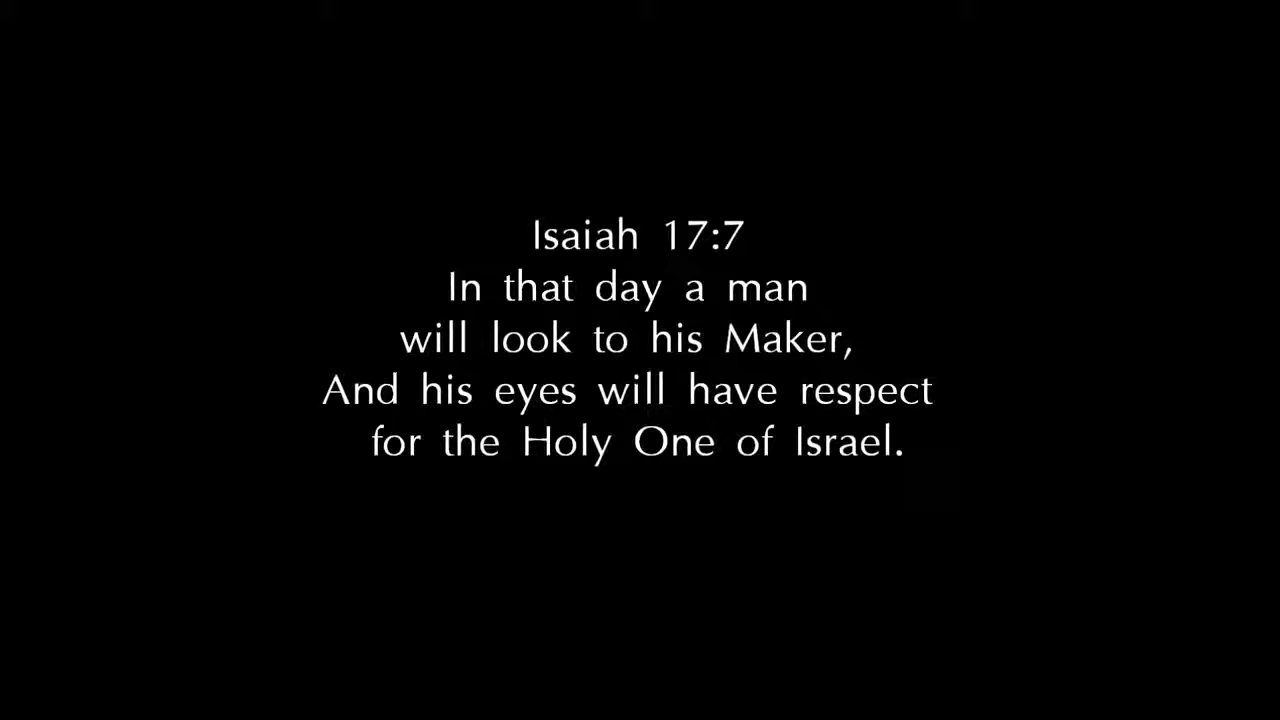 Isaiah 17:7
In that day a man
will look to his Maker,
And his eyes will have respect
for the Holy One of Israel.